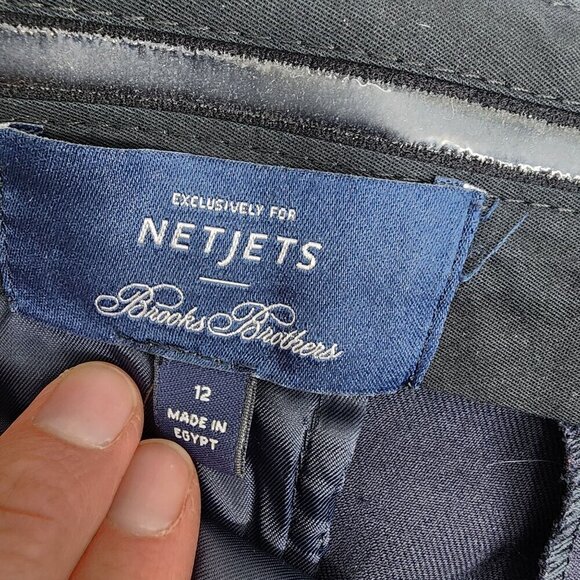 EXCLUSIVELY FOR
NETJETS
Brooks Brothers
12
MADE IN
EGYPT